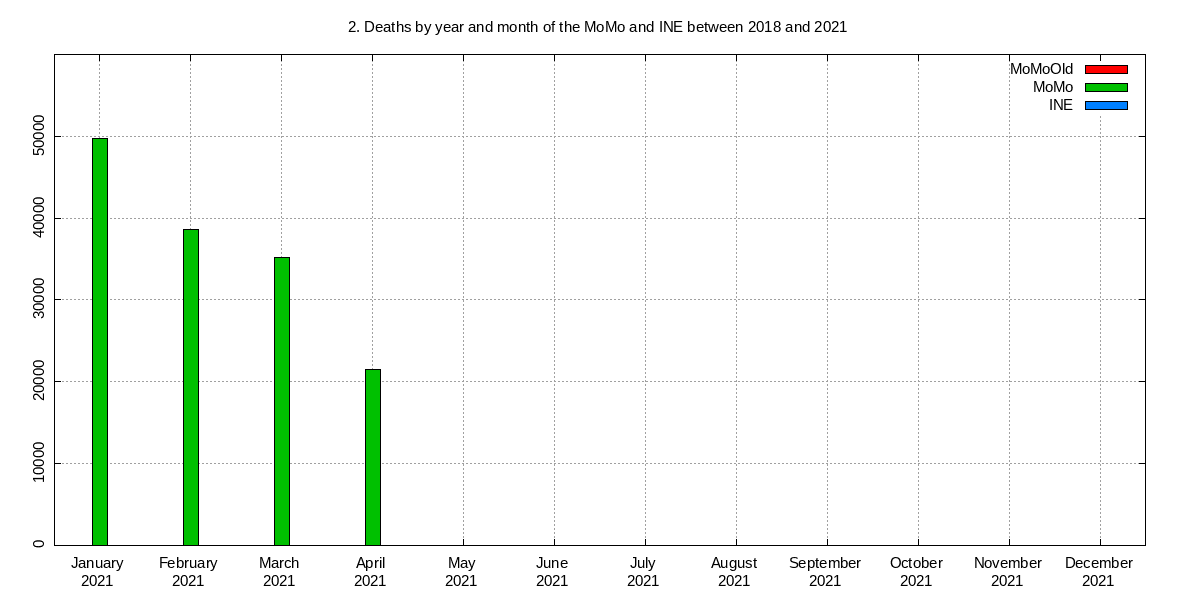 2. Deaths by year and month of the MoMo and INE between 2018 and 2021
MoMoOld
MoMo
INE
50000
40000
30000
20000
10000
0
January February March April May June July August September October November December
2021 2021 2021 2021 2021 2021 2021 2021 2021 2021 2021 2021